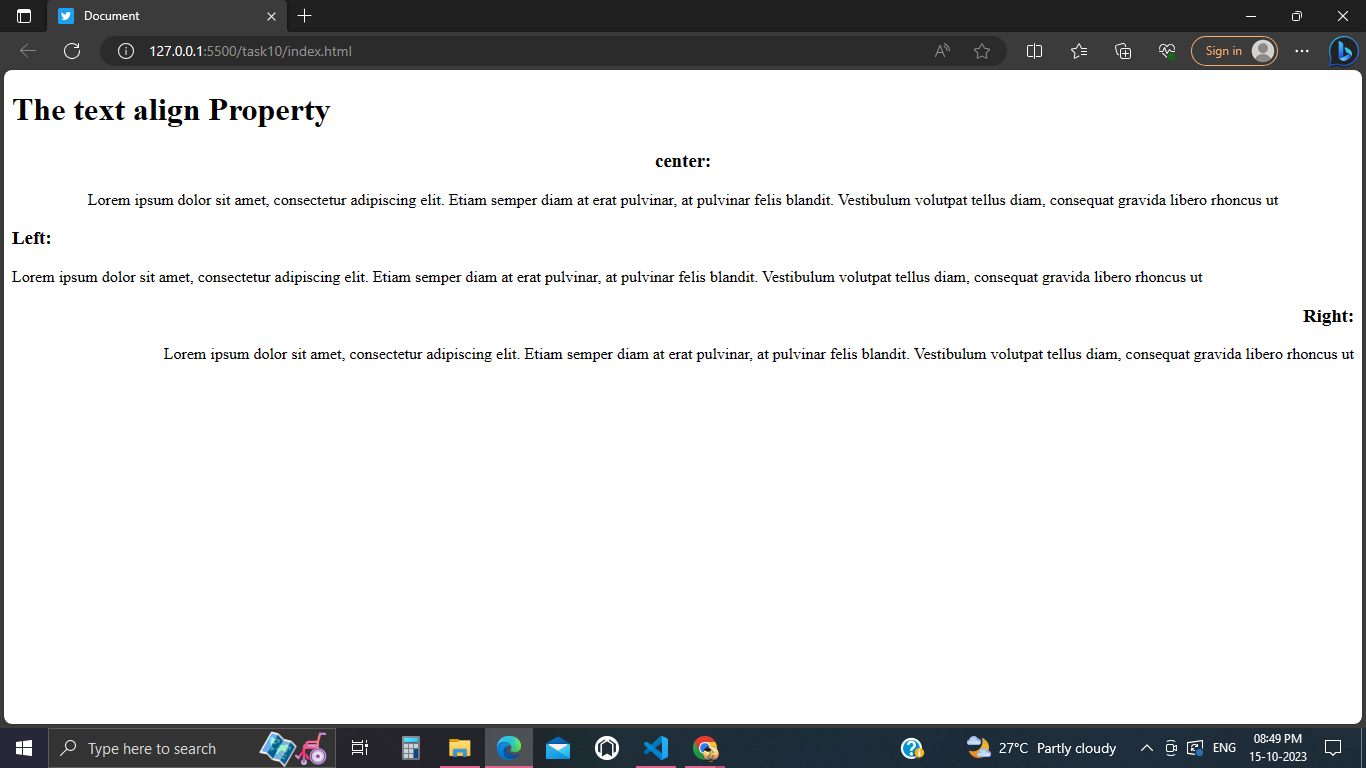 Document
127.0.0.1:5500/task10/index.html
Sign in
The text align Property
center:
Lorem ipsum dolor sit amet, consectetur adipiscing elit. Etiam semper diam at erat pulvinar, at pulvinar felis blandit. Vestibulum volutpat tellus diam, consequat gravida libero rhoncus ut
Left:
Lorem ipsum dolor sit amet, consectetur adipiscing elit. Etiam semper diam at erat pulvinar, at pulvinar felis blandit. Vestibulum volutpat tellus diam, consequat gravida libero rhoncus ut
Right:
Lorem ipsum dolor sit amet, consectetur adipiscing elit. Etiam semper diam at erat pulvinar, at pulvinar felis blandit. Vestibulum volutpat tellus diam, consequat gravida libero rhoncus ut
Type here to search
27°C Partly cloudy
ENG
08:49 PM
15-10-2023